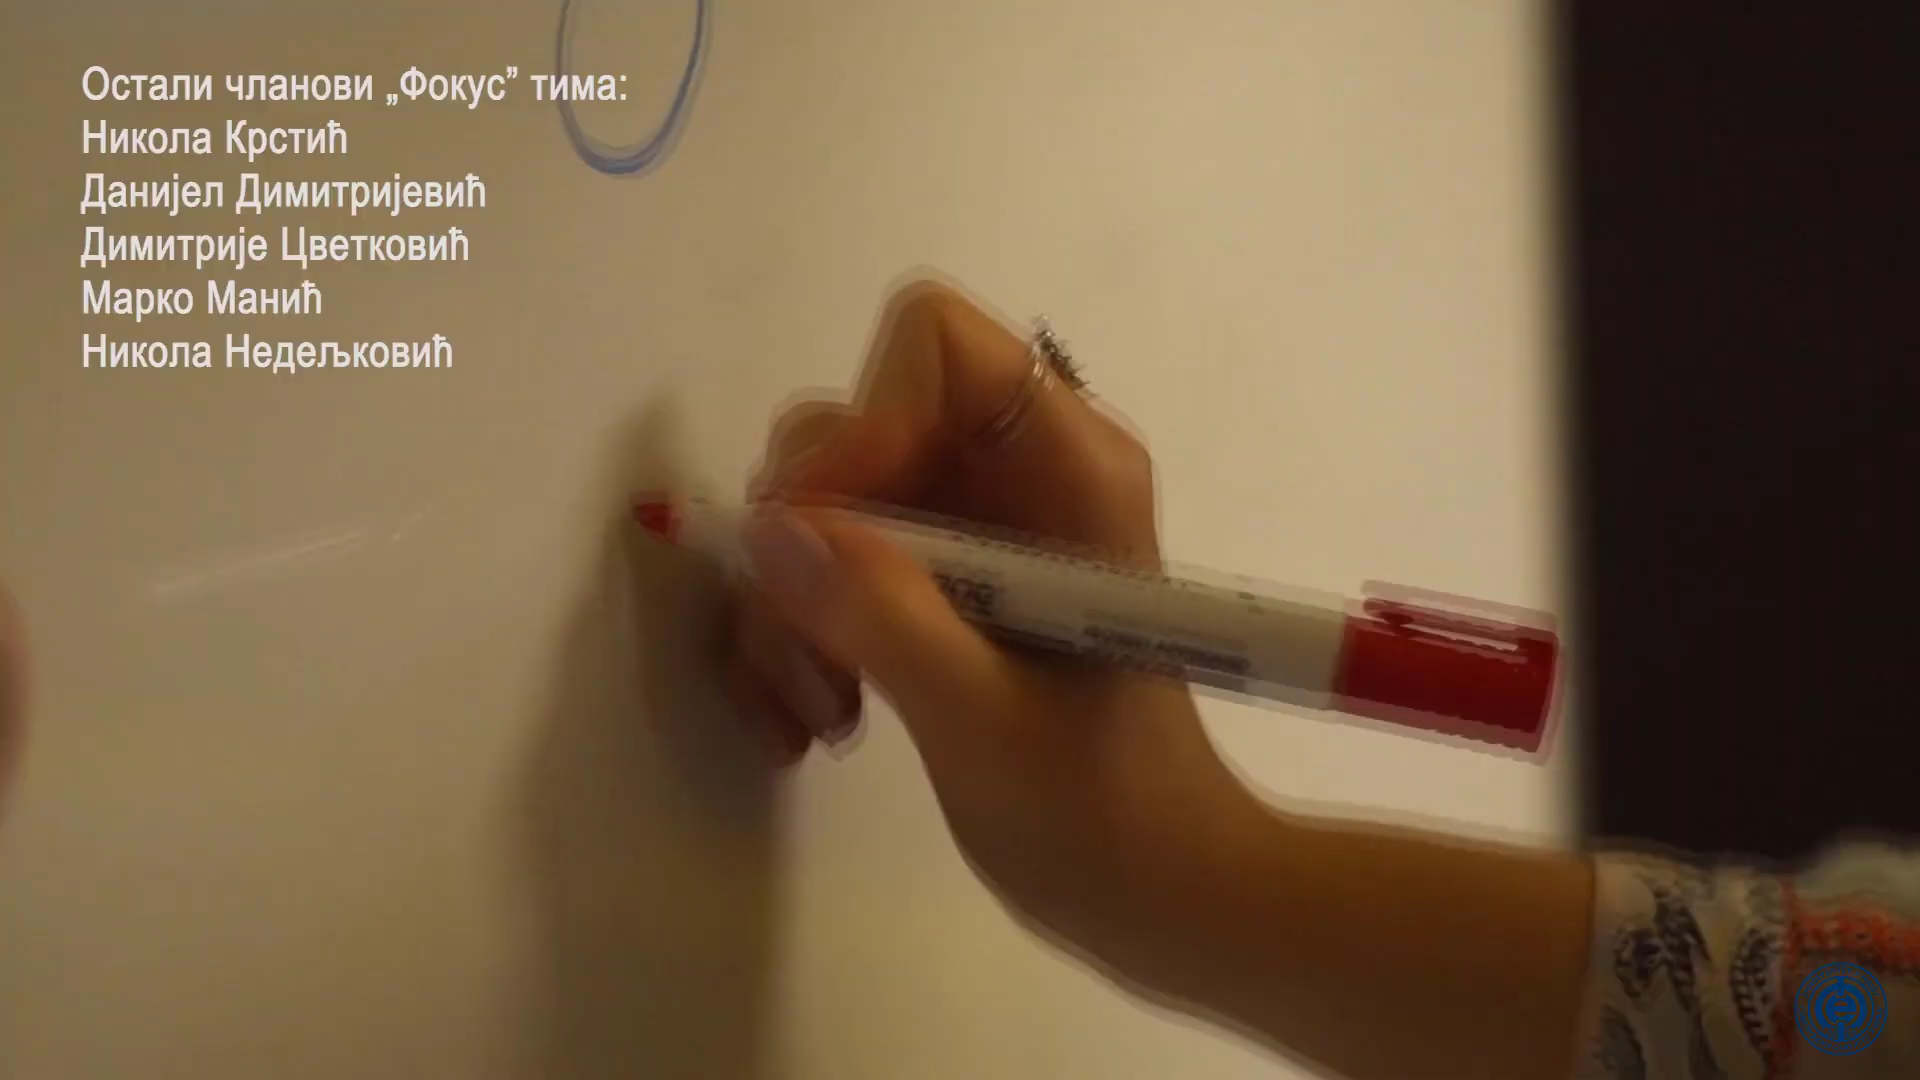 Остали чланови „Фокус” тима:
Никола Крстић
Данијел Димитријевић
Димитрије Цветковић
Марко Манић
Никола Недељковић